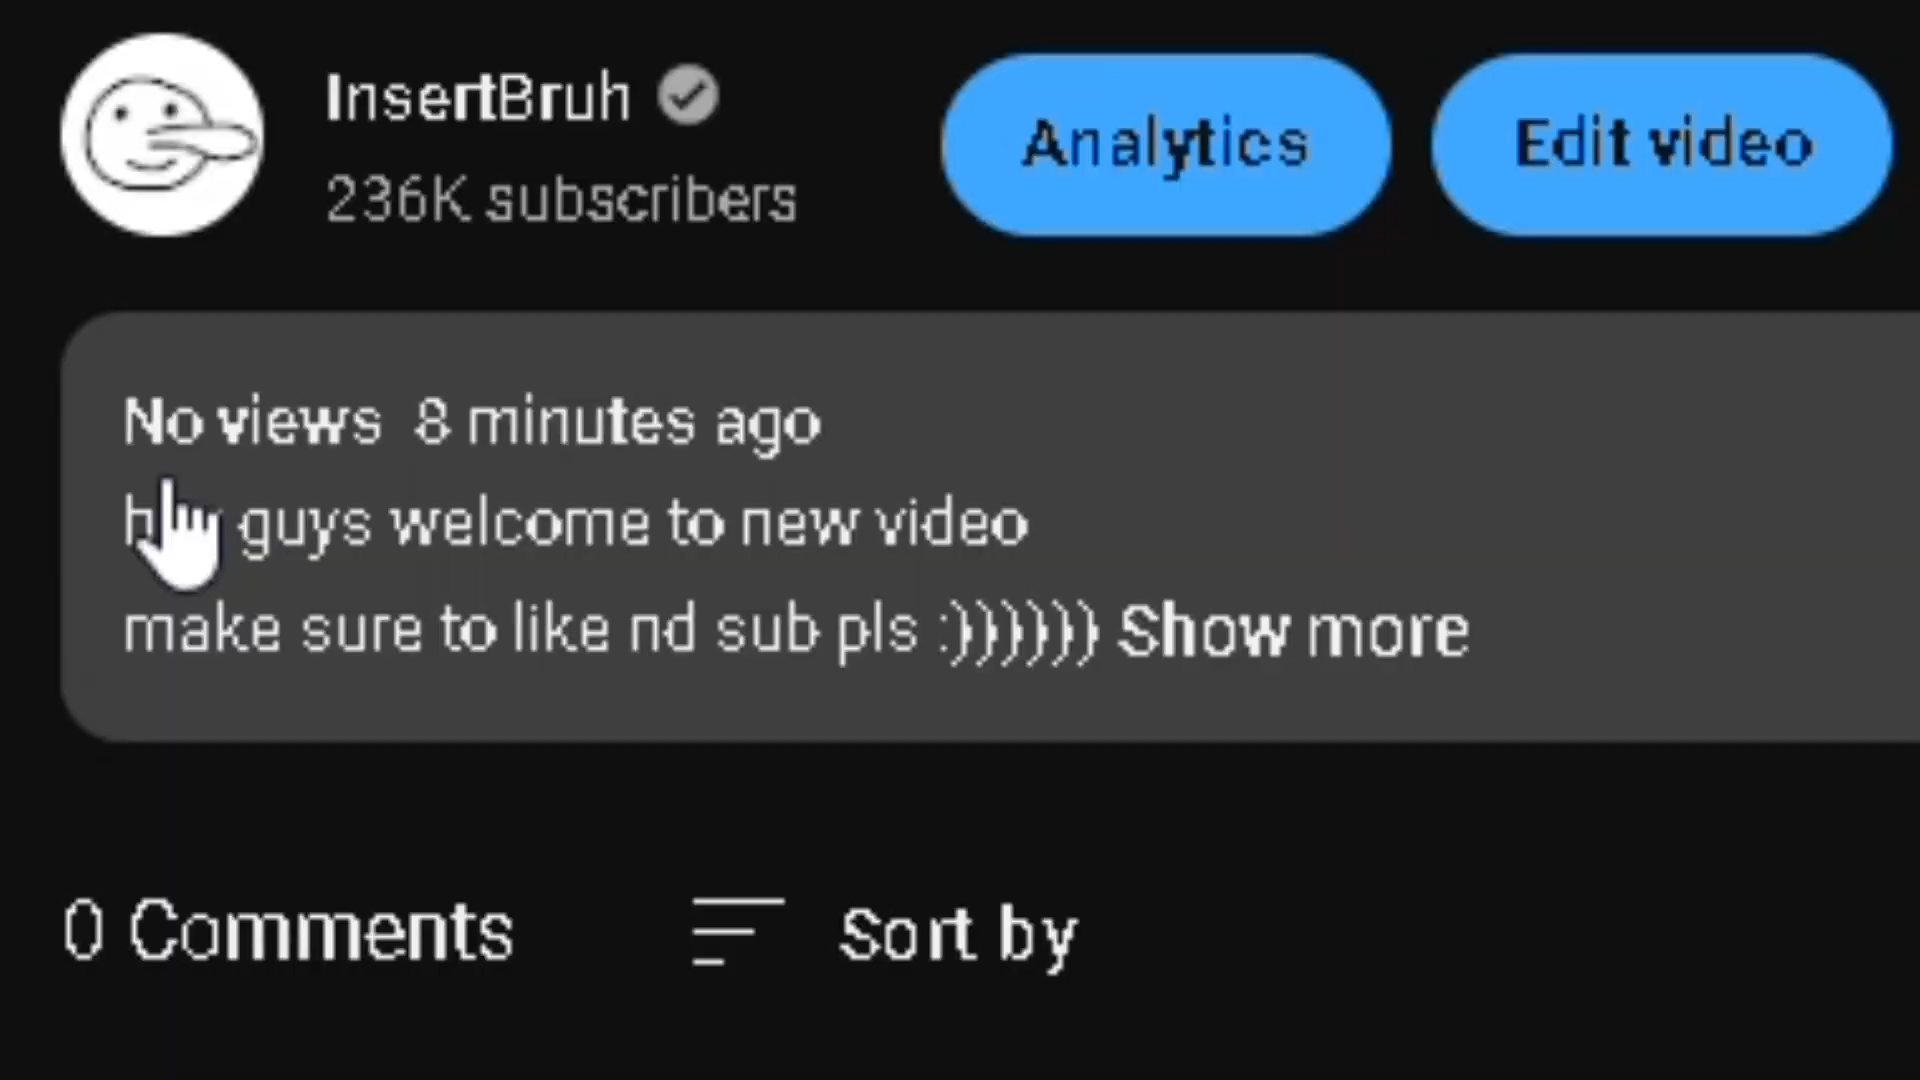 InsertBruh
236K subscribers
Analytics
Edit video
No views 8 minutes ago
guys welcome to new video
make sure to like nd sub pls :))))))) Show more
0 Comments
Sort by